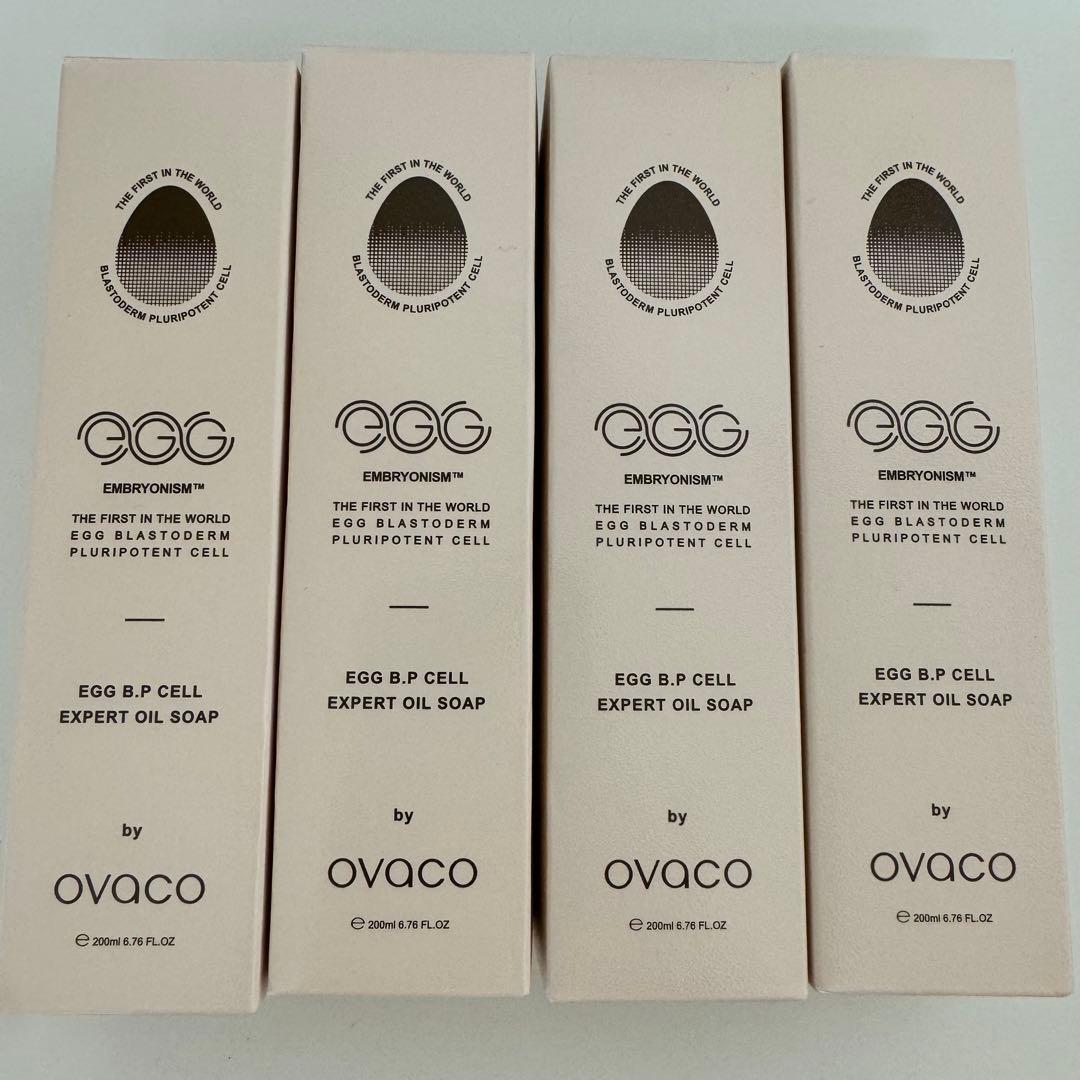 THE FIRST IN THE WORLD
BLASTODERM PLURIPOTENT CELL
egg
EMBRYONISM™
THE FIRST IN THE WORLD
EGG BLASTODERM
PLURIPOTENT CELL
EGG B.P CELL
EXPERT OIL SOAP
by
ovaco
℮ 200ml 6.76 FL.OZ
THE FIRST IN THE WORLD
BLASTODERM PLURIPOTENT CELL
egg
EMBRYONISM™
THE FIRST IN THE WORLD
EGG BLASTODERM
PLURIPOTENT CELL
EGG B.P CELL
EXPERT OIL SOAP
by
ovaco
℮ 200ml 6.76 FL.OZ
THE FIRST IN THE WORLD
BLASTODERM PLURIPOTENT CELL
egg
EMBRYONISM™
THE FIRST IN THE WORLD
EGG BLASTODERM
PLURIPOTENT CELL
EGG B.P CELL
EXPERT OIL SOAP
by
ovaco
℮ 200ml 6.76 FL.OZ
THE FIRST IN THE WORLD
BLASTODERM PLURIPOTENT CELL
egg
EMBRYONISM™
THE FIRST IN THE WORLD
EGG BLASTODERM
PLURIPOTENT CELL
EGG B.P CELL
EXPERT OIL SOAP
by
ovaco
℮ 200ml 6.76 FL.OZ